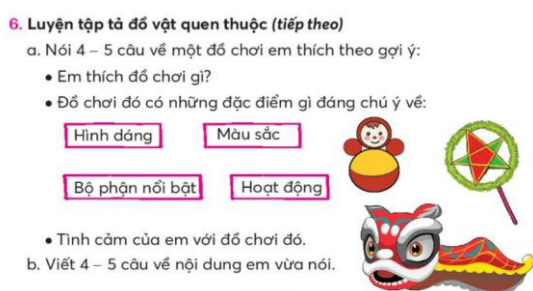 6. Luyện tập tả đồ vật quen thuộc (tiếp theo)
a. Nói 4 – 5 câu về một đồ chơi em thích theo gợi ý:
• Em thích đồ chơi gì?
• Đồ chơi đó có những đặc điểm gì đáng chú ý về:
Hình dáng Màu sắc
Bộ phận nổi bật Hoạt động
• Tình cảm của em với đồ chơi đó.
b. Viết 4 – 5 câu về nội dung em vừa nói.